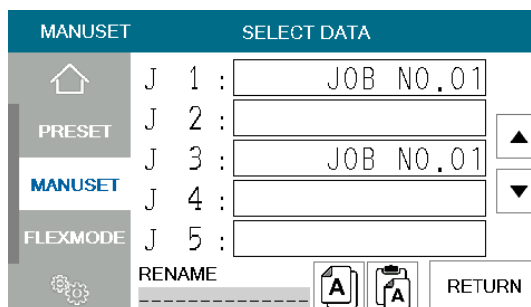 MANUSET SELECT DATA
J 1 : JOB NO.01
J 2 :
PRESET
J 3 : JOB NO.01
MANUSET
J 4 :
FLEXMODE J 5 :
RENAME
A A RETURN